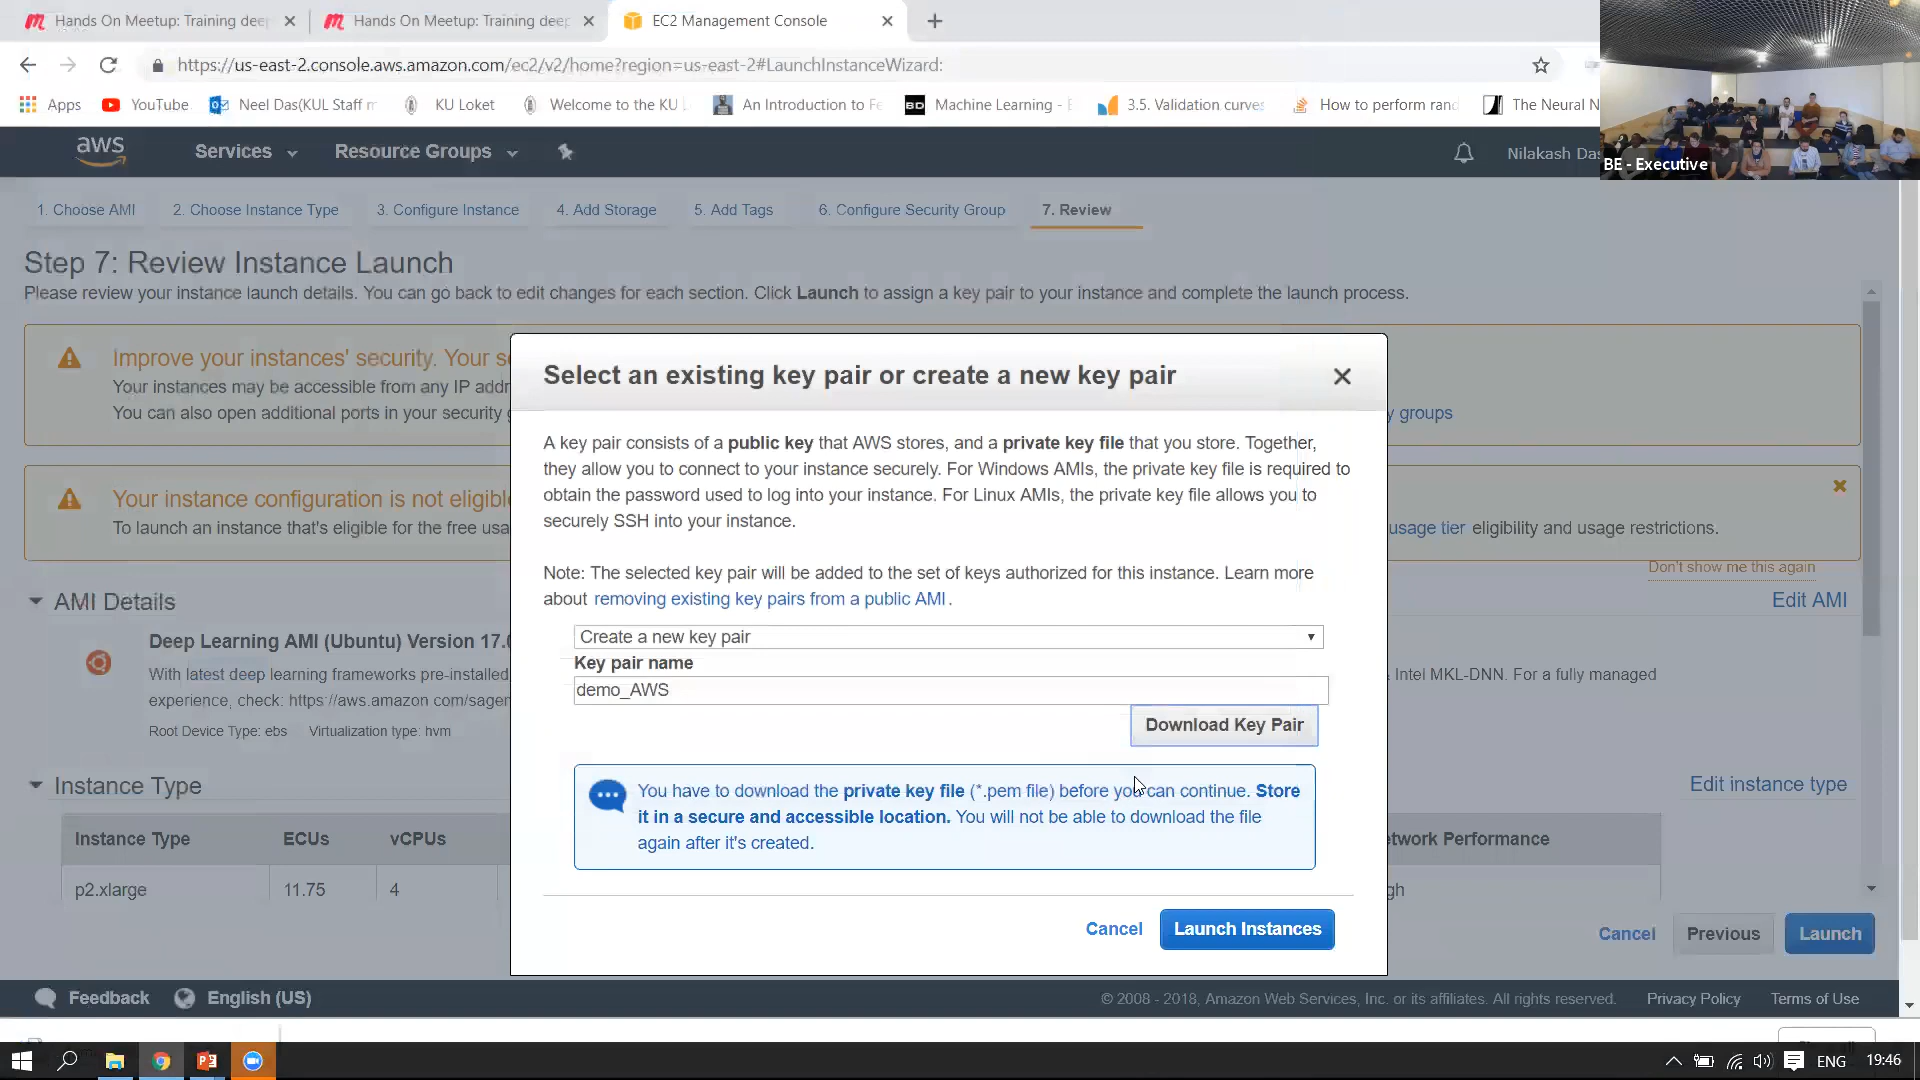 Hands On Meetup: Training deep
Hands On Meetup: Training deep
EC2 Management Console
https://us-east-2.console.aws.amazon.com/ec2/v2/home?region=us-east-2#LaunchInstanceWizard:
Apps YouTube Neel Das(KUL Staff m KU Loket Welcome to the KU L An Introduction to Fe Machine Learning - E 3.5. Validation curves How to perform rand The Neural N
BE - Executive
aws Services Resource Groups Nilakash Das
1. Choose AMI 2. Choose Instance Type 3. Configure Instance 4. Add Storage 5. Add Tags 6. Configure Security Group 7. Review
Step 7: Review Instance Launch
Please review your instance launch details. You can go back to edit changes for each section. Click Launch to assign a key pair to your instance and complete the launch process.
Improve your instances' security. Your s
Your instances may be accessible from any IP addr
You can also open additional ports in your security g
y groups
Your instance configuration is not eligible
To launch an instance that's eligible for the free usa
usage tier eligibility and usage restrictions.
Don't show me this again
AMI Details
Edit AMI
Deep Learning AMI (Ubuntu) Version 17.0
With latest deep learning frameworks pre-installed
Intel MKL-DNN. For a fully managed
experience, check: https://aws.amazon.com/sagem
Root Device Type: ebs Virtualization type: hvm
Instance Type
Edit instance type
Instance Type ECUs vCPUs
twork Performance
p2.xlarge 11.75 4
gh
Select an existing key pair or create a new key pair
A key pair consists of a public key that AWS stores, and a private key file that you store. Together,
they allow you to connect to your instance securely. For Windows AMIs, the private key file is required to
obtain the password used to log into your instance. For Linux AMIs, the private key file allows you to
securely SSH into your instance.
Note: The selected key pair will be added to the set of keys authorized for this instance. Learn more
about removing existing key pairs from a public AMI .
Create a new key pair
Key pair name
demo_AWS
Download Key Pair
You have to download the private key file (*.pem file) before you can continue. Store
it in a secure and accessible location. You will not be able to download the file
again after it's created.
Cancel Launch Instances
Cancel Previous Launch
Feedback English (US) © 2008 - 2018, Amazon Web Services, Inc. or its affiliates. All rights reserved. Privacy Policy Terms of Use
ENG 19:46